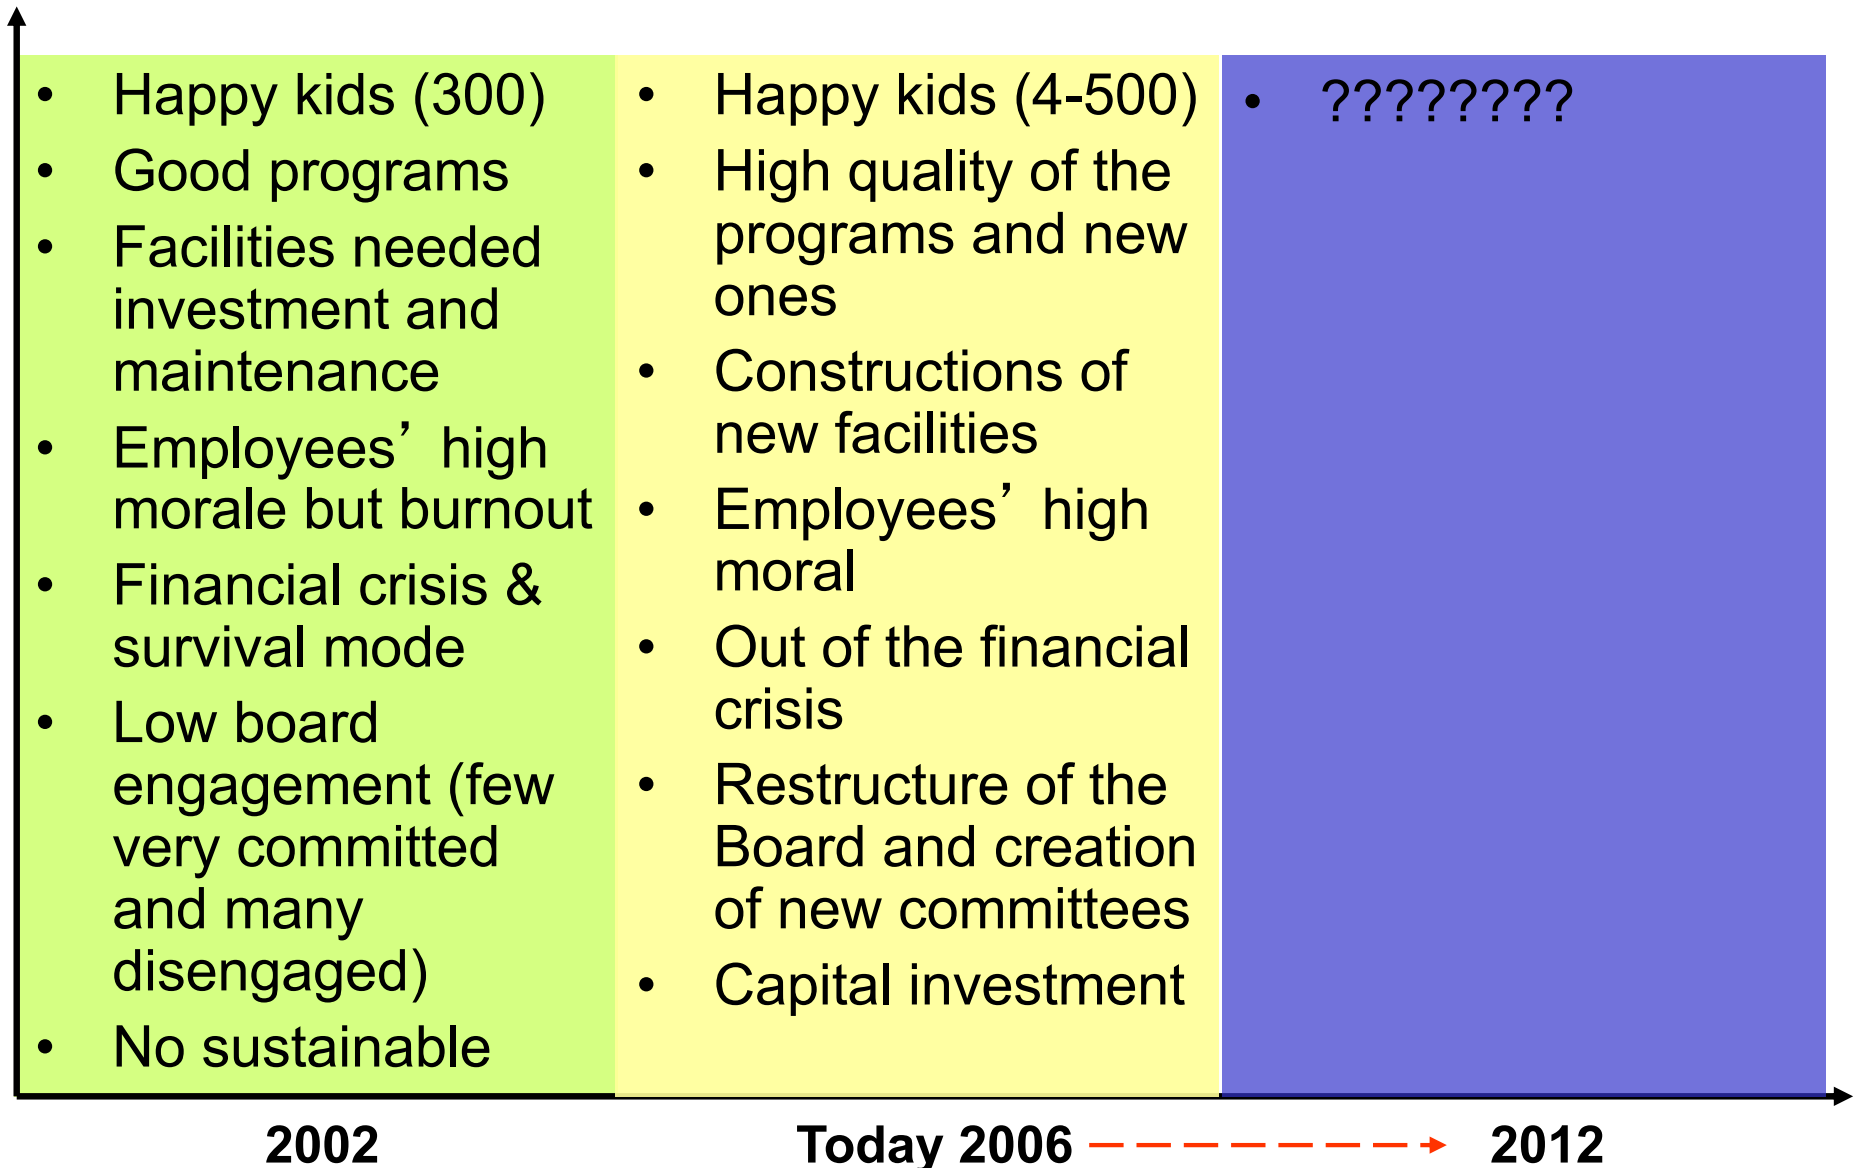 • Happy kids (300)
• Good programs
• Facilities needed
investment and
maintenance
• Employees’ high
morale but burnout
• Financial crisis &
survival mode
• Low board
engagement (few
very committed
and many
disengaged)
• No sustainable
• Happy kids (4-500)
• High quality of the
programs and new
ones
• Constructions of
new facilities
• Employees’ high
moral
• Out of the financial
crisis
• Restructure of the
Board and creation
of new committees
• Capital investment
• ????????
2002
Today 2006
2012